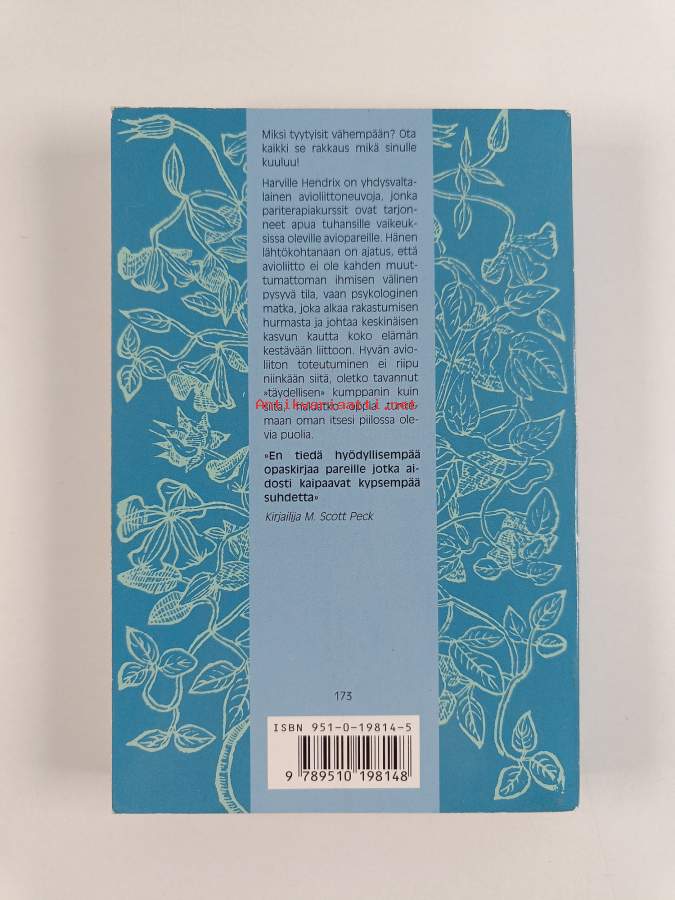 Miksi tyytyisit vähempään? Ota
kaikki se rakkaus mikä sinulle
kuuluu!
Harville Hendrix on yhdysvalta-
lainen avioliittoneuvoja, jonka
pariterapiakurssit ovat tarjon-
neet apua tuhansille vaikeuk-
sissa oleville aviopareille. Hänen
lähtökohtanaan on ajatus, että
avioliitto ei ole kahden muut-
tumattoman ihmisen välinen
pysyvä tila, vaan psykologinen
matka, joka alkaa rakastumisen
hurmasta ja johtaa keskinäisen
kasvun kautta koko elämän
kestävään liittoon. Hyvän avio-
liiton toteutuminen ei riipu
niinkään siitä, oletko tavannut
»täydellisen» kumppanin kuin
Antikvariaatti.net
siitä, haluatko oppia tunte-
maan oman itsesi piilossa ole-
via puolia.
»En tiedä hyödyllisempää
opaskirjaa pareille jotka ai-
dosti kaipaavat kypsempää
suhdetta»
Kirjailija M. Scott Peck
173
ISBN 951-0-19814-5
9 789510 198148